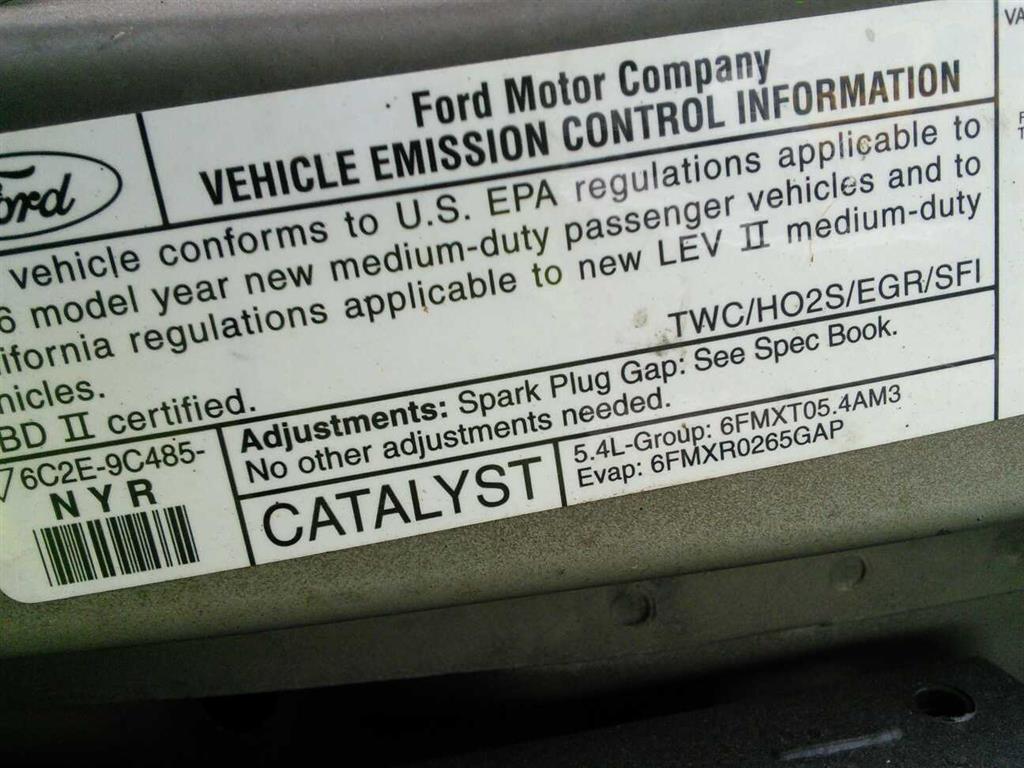 Ford Motor Company
VEHICLE EMISSION CONTROL INFORMATION
ord
vehicle conforms to U.S. EPA regulations applicable to
6 model year new medium-duty passenger vehicles and to
ifornia regulations applicable to new LEV II medium-duty
hicles.
TWC/HO2S/EGR/SFI
BD II certified.
Adjustments: Spark Plug Gap: See Spec Book.
No other adjustments needed.
76C2E-9C485-
NYR
CATALYST
5.4L-Group: 6FMXT05.4AM3
Evap: 6FMXR0265GAP
VA